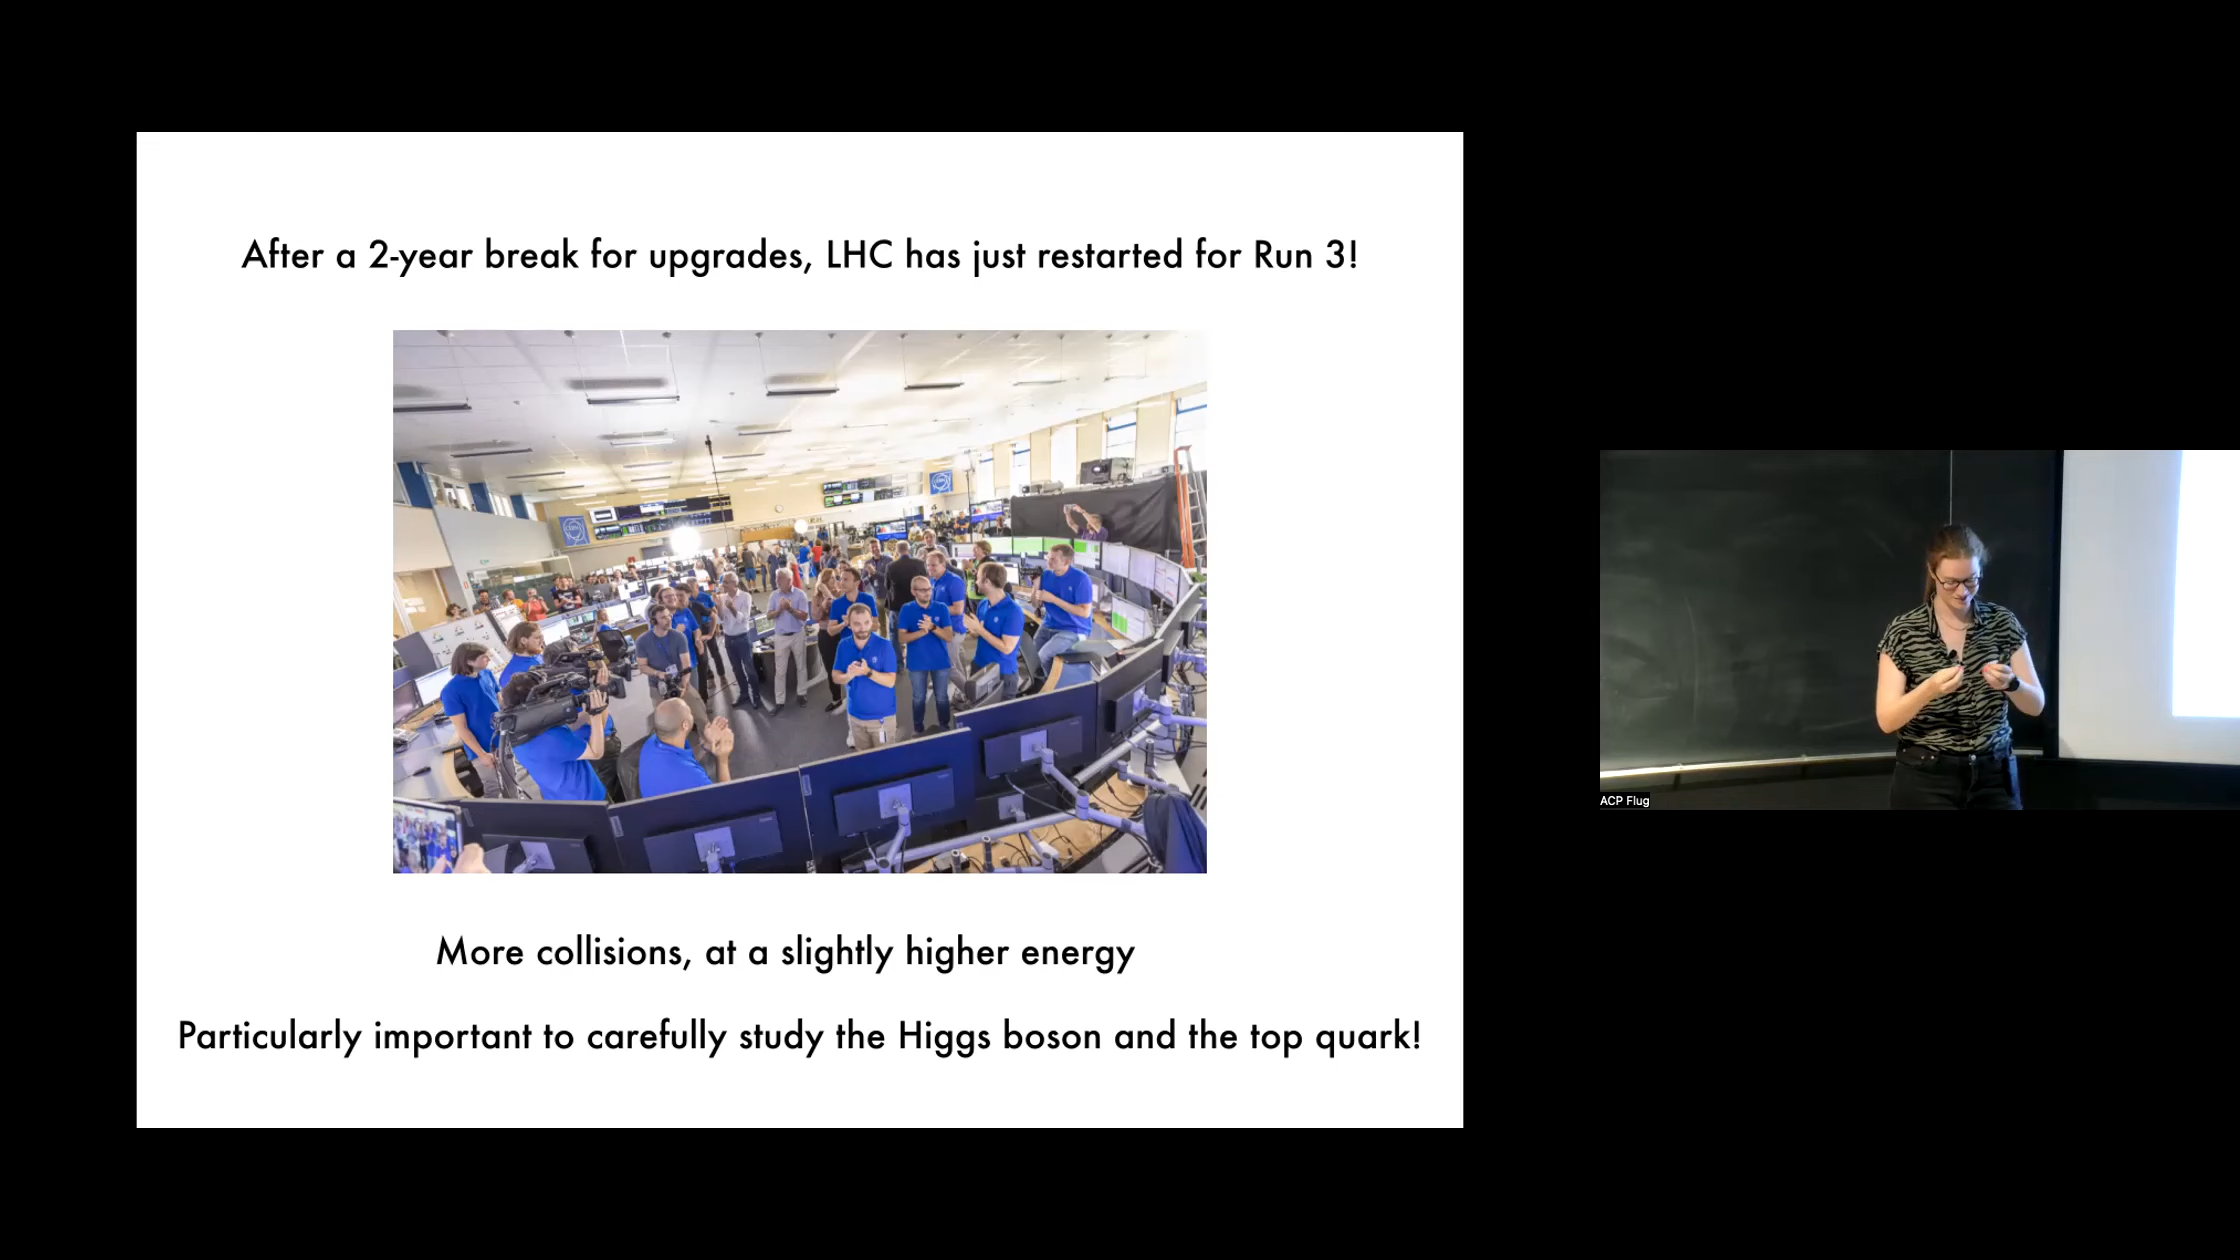 After a 2-year break for upgrades, LHC has just restarted for Run 3!
More collisions, at a slightly higher energy
Particularly important to carefully study the Higgs boson and the top quark!
ACP Flug